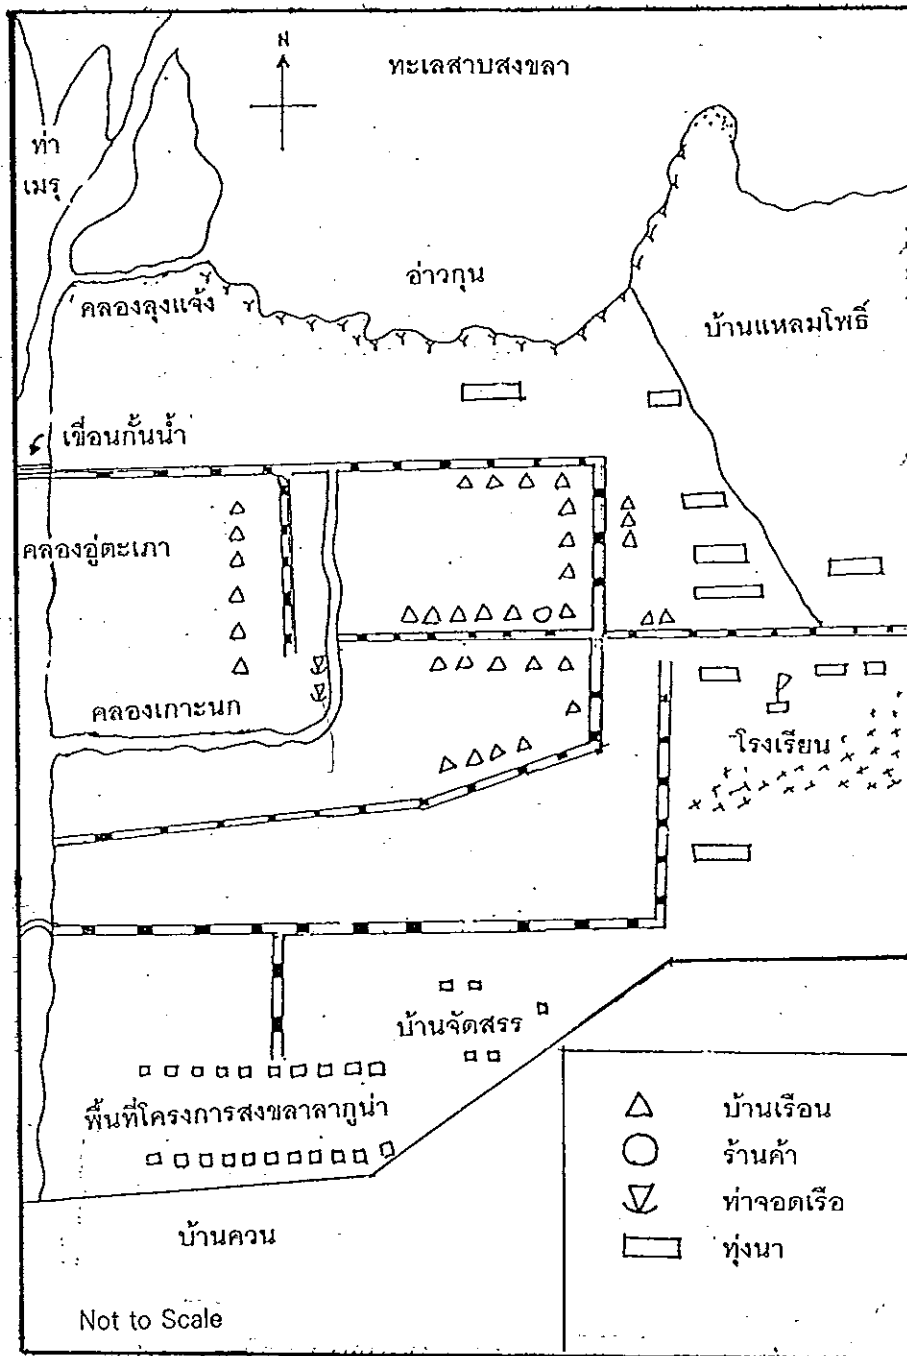 N
ทะเลสาบสงขลา
ท่า
เมรุ
อ่าวกุน
คลองลุงแจ้ง
บ้านแหลมโพธิ์
เขื่อนกั้นน้ำ
คลองอู่ตะเภา
คลองเกาะนก
โรงเรียน
บ้านจัดสรร
พื้นที่โครงการสงขลาลากูน่า
บ้านเรือน
ร้านค้า
ท่าจอดเรือ
ทุ่งนา
บ้านควน
Not to Scale